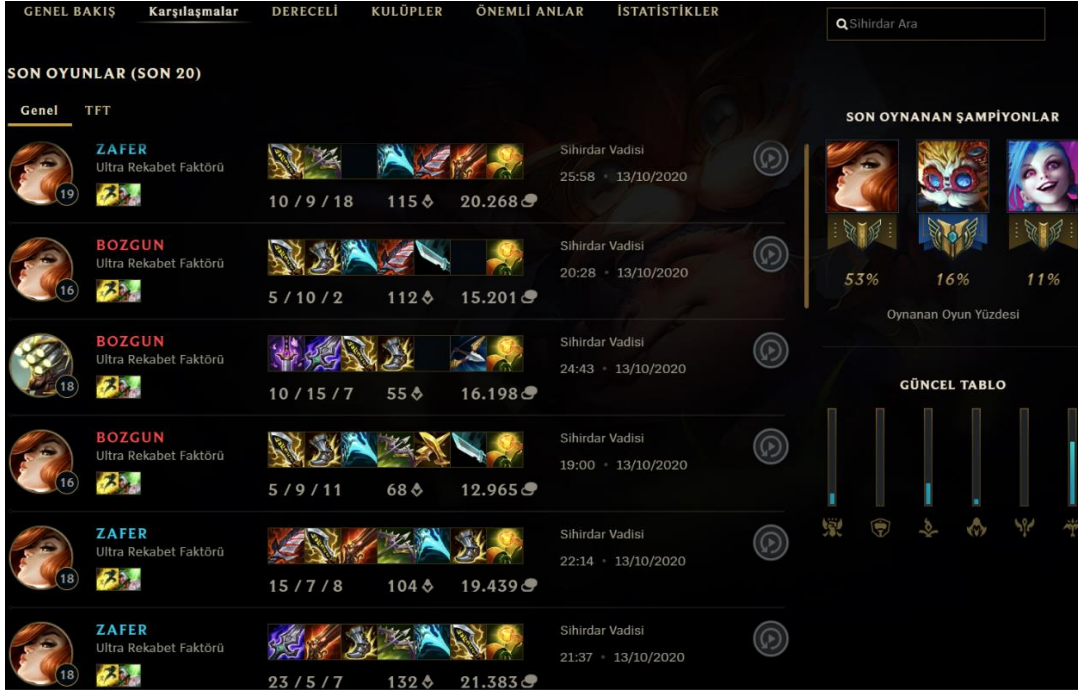 GENEL BAKIŞ Karşılaşmalar DERECELİ KULÜPLER ÖNEMLİ ANLAR İSTATİSTİKLER
Sihirdar Ara
SON OYUNLAR (SON 20)
Genel TFT
ZAFER
Ultra Rekabet Faktörü
19
10 / 9 / 18 115 20.268
Sihirdar Vadisi
25:58 • 13/10/2020
BOZGUN
Ultra Rekabet Faktörü
16
5 / 10 / 2 112 15.201
Sihirdar Vadisi
20:28 • 13/10/2020
BOZGUN
Ultra Rekabet Faktörü
18
10 / 15 / 7 55 16.198
Sihirdar Vadisi
24:43 • 13/10/2020
BOZGUN
Ultra Rekabet Faktörü
16
5 / 9 / 11 68 12.965
Sihirdar Vadisi
19:00 • 13/10/2020
ZAFER
Ultra Rekabet Faktörü
18
15 / 7 / 8 104 19.439
Sihirdar Vadisi
22:14 • 13/10/2020
ZAFER
Ultra Rekabet Faktörü
18
23 / 5 / 7 132 21.383
Sihirdar Vadisi
21:37 • 13/10/2020
SON OYNANAN ŞAMPİYONLAR
53% 16% 11%
Oynanan Oyun Yüzdesi
GÜNCEL TABLO